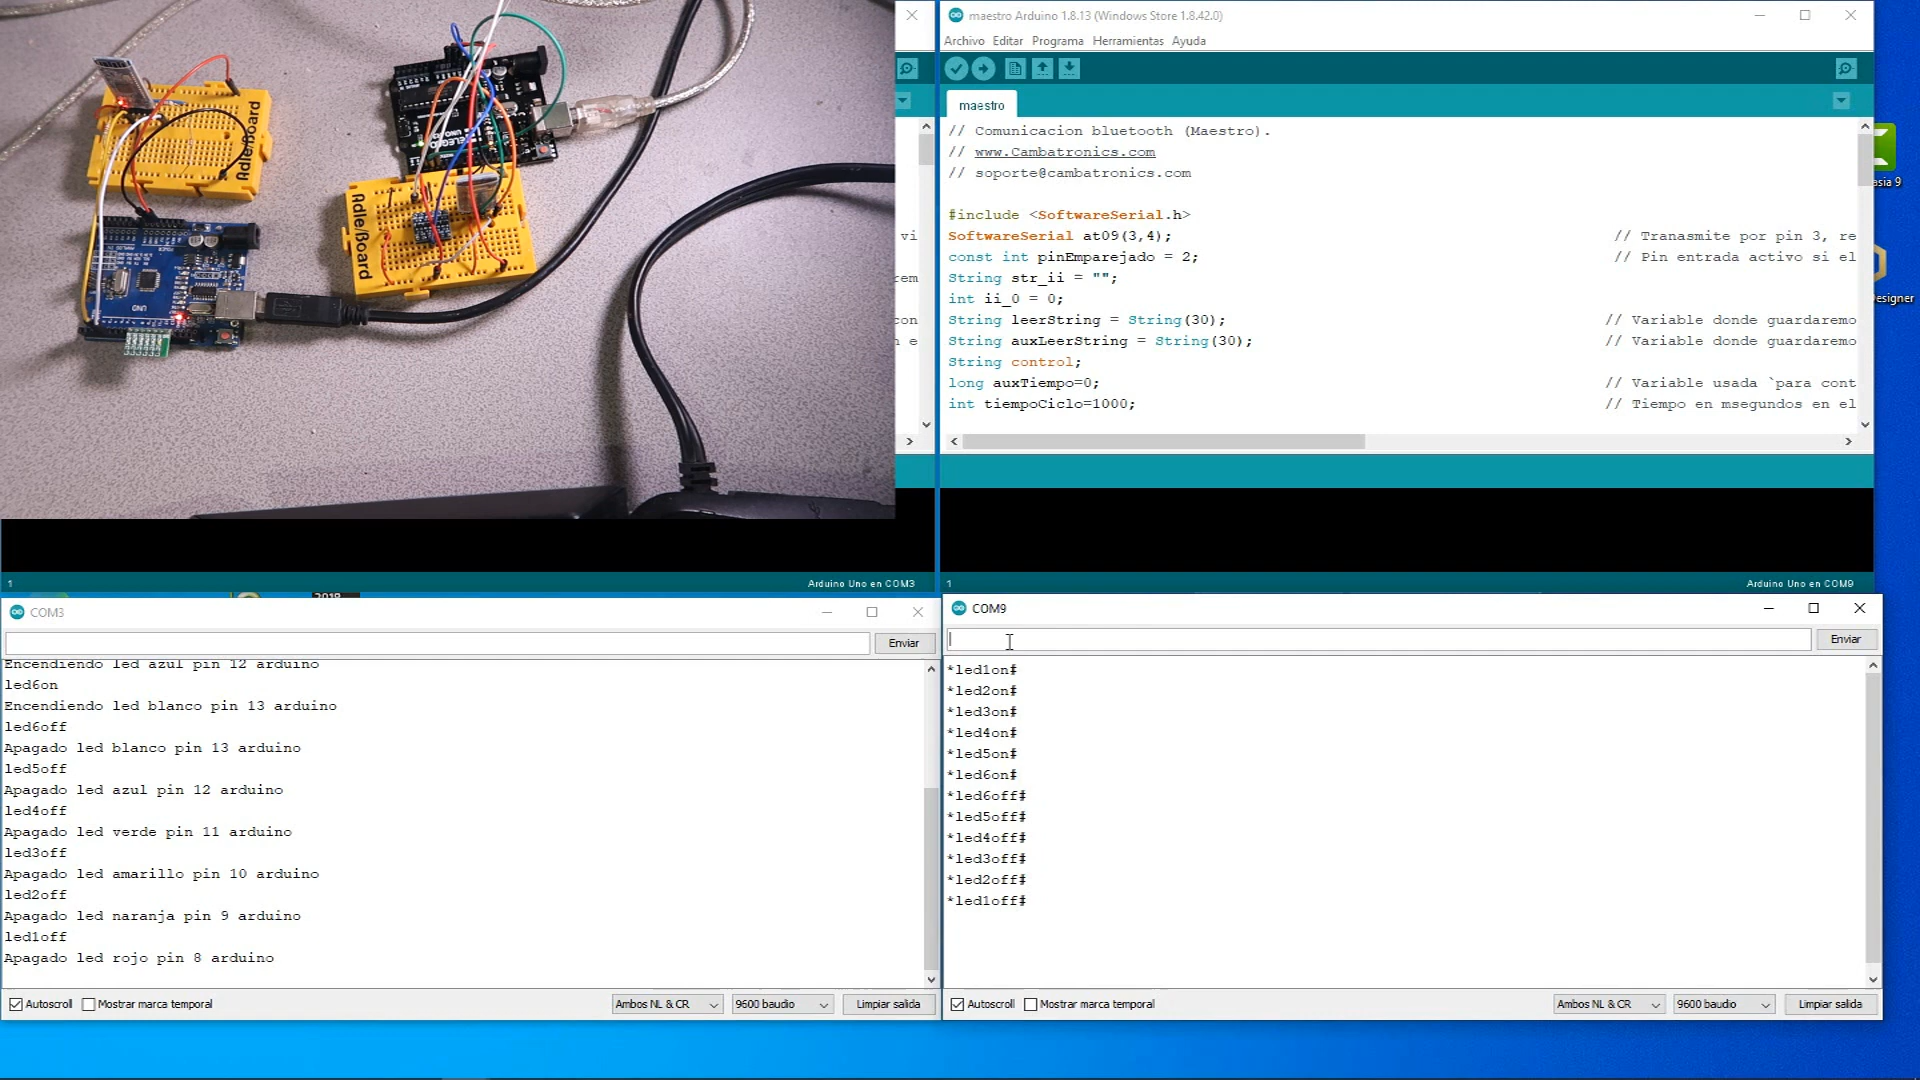 maestro Arduino 1.8.13 (Windows Store 1.8.42.0)
Archivo Editar Programa Herramientas Ayuda
maestro
// Comunicacion bluetooth (Maestro).
// www.Cambatronics.com
// soporte@cambatronics.com
#include <SoftwareSerial.h>
SoftwareSerial at09(3,4); // Tranasmite por pin 3, re
const int pinEmparejado = 2; // Pin entrada activo si el
String str_ii = "";
int ii_0 = 0;
String leerString = String(30); // Variable donde guardaremo
String auxLeerString = String(30); // Variable donde guardaremo
String control;
long auxTiempo=0; // Variable usada `para cont
int tiempoCiclo=1000; // Tiempo en msegundos en el
vi
rem
con
n e
Adle/Board
Adle/Board
UNO
asia 9
esigner
1 Arduino Uno en COM3
1 Arduino Uno en COM9
COM3
Enviar
Encendiendo led azul pin 12 arduino
led6on
Encendiendo led blanco pin 13 arduino
led6off
Apagado led blanco pin 13 arduino
led5off
Apagado led azul pin 12 arduino
led4off
Apagado led verde pin 11 arduino
led3off
Apagado led amarillo pin 10 arduino
led2off
Apagado led naranja pin 9 arduino
led1off
Apagado led rojo pin 8 arduino
Autoscroll Mostrar marca temporal Ambos NL & CR 9600 baudio Limpiar salida
COM9
Enviar
*led1on#
*led2on#
*led3on#
*led4on#
*led5on#
*led6on#
*led6off#
*led5off#
*led4off#
*led3off#
*led2off#
*led1off#
Autoscroll Mostrar marca temporal Ambos NL & CR 9600 baudio Limpiar salida